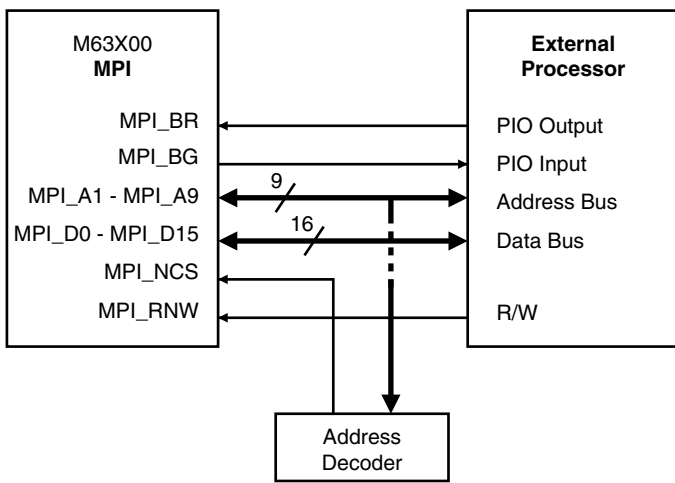 M63X00
MPI
MPI_BR
MPI_BG
MPI_A1 - MPI_A9
MPI_D0 - MPI_D15
MPI_NCS
MPI_RNW
9
16
External
Processor
PIO Output
PIO Input
Address Bus
Data Bus
R/W
Address
Decoder